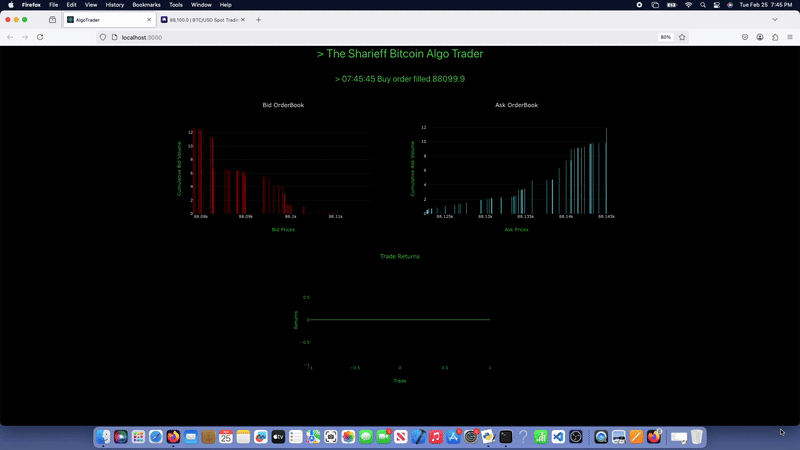 Firefox File Edit View History Bookmarks Tools Window Help
Tue Feb 25 7:45 PM
AlgoTrader
88,100.0 | BTC/USD Spot Tradin
localhost:3000
80%
> The Sharieff Bitcoin Algo Trader
> 07:45:45 Buy order filled 88099.9
Bid OrderBook
Ask OrderBook
Cumulative Bid Volume
12
10
8
6
4
2
0
88.08k 88.09k 88.1k 88.11k
Bid Prices
Cumulative Ask Volume
12
10
8
6
4
2
0
88.125k 88.13k 88.135k 88.14k 88.145k
Ask Prices
Trade Returns
Returns
0.5
0
−0.5
−1
−1 −0.5 0 0.5 1
Trade